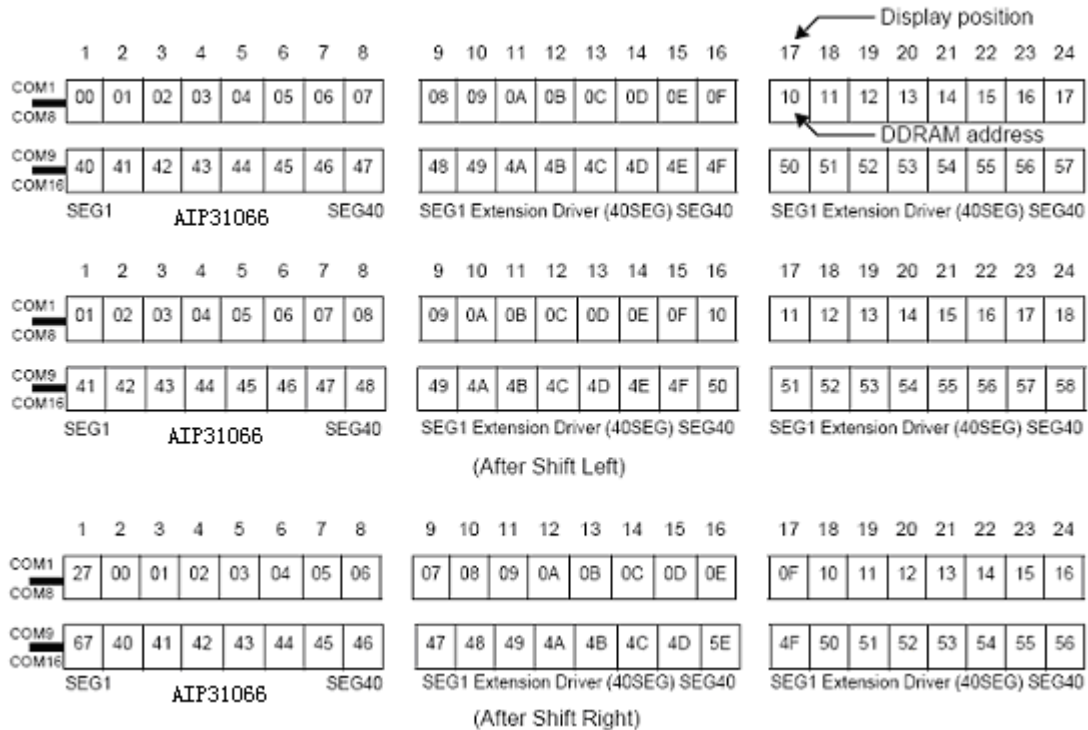 Display position
1 2 3 4 5 6 7 8 9 10 11 12 13 14 15 16 17 18 19 20 21 22 23 24
COM1
COM8
00 01 02 03 04 05 06 07 08 09 0A 0B 0C 0D 0E 0F 10 11 12 13 14 15 16 17
DDRAM address
COM9
COM16
40 41 42 43 44 45 46 47 48 49 4A 4B 4C 4D 4E 4F 50 51 52 53 54 55 56 57
SEG1 AIP31066 SEG40 SEG1 Extension Driver (40SEG) SEG40 SEG1 Extension Driver (40SEG) SEG40
1 2 3 4 5 6 7 8 9 10 11 12 13 14 15 16 17 18 19 20 21 22 23 24
COM1
COM8
01 02 03 04 05 06 07 08 09 0A 0B 0C 0D 0E 0F 10 11 12 13 14 15 16 17 18
COM9
COM16
41 42 43 44 45 46 47 48 49 4A 4B 4C 4D 4E 4F 50 51 52 53 54 55 56 57 58
SEG1 AIP31066 SEG40 SEG1 Extension Driver (40SEG) SEG40 SEG1 Extension Driver (40SEG) SEG40
(After Shift Left)
1 2 3 4 5 6 7 8 9 10 11 12 13 14 15 16 17 18 19 20 21 22 23 24
COM1
COM8
27 00 01 02 03 04 05 06 07 08 09 0A 0B 0C 0D 0E 0F 10 11 12 13 14 15 16
COM9
COM16
67 40 41 42 43 44 45 46 47 48 49 4A 4B 4C 4D 5E 4F 50 51 52 53 54 55 56
SEG1 AIP31066 SEG40 SEG1 Extension Driver (40SEG) SEG40 SEG1 Extension Driver (40SEG) SEG40
(After Shift Right)